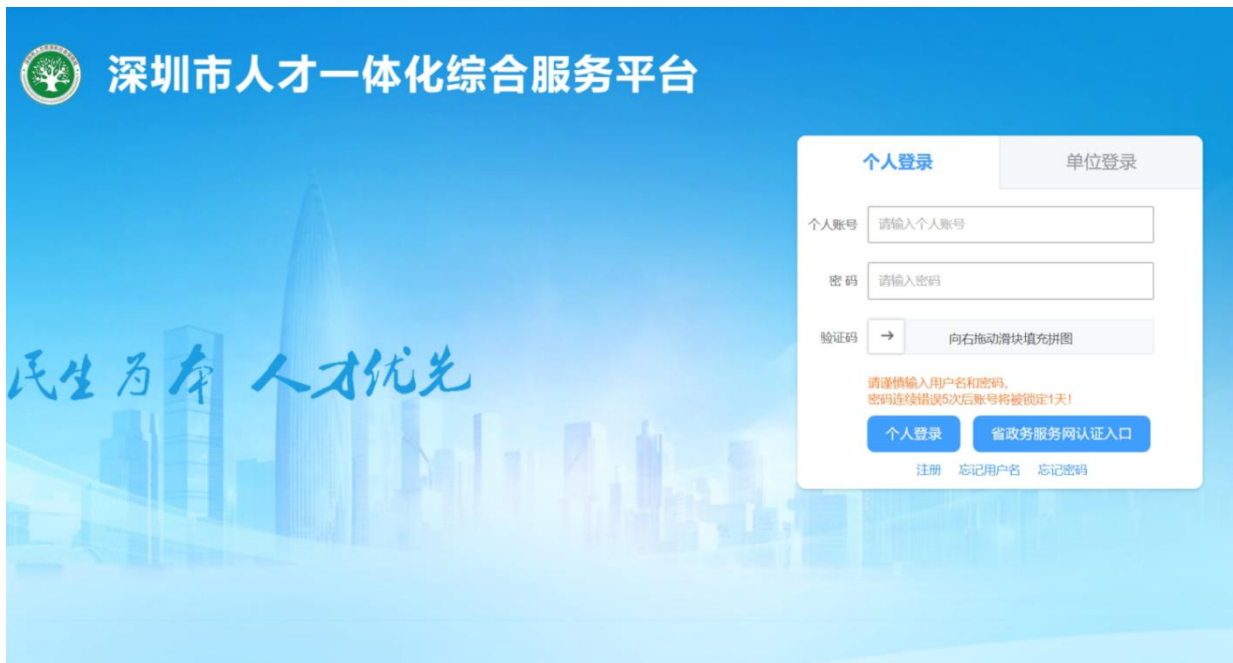 深圳市人才一体化综合服务平台
个人登录 单位登录
个人账号 请输入个人账号
密码 请输入密码
验证码 → 向右拖动滑块填充拼图
民生为本 人才优先
请谨慎输入用户名和密码,
密码连续错误5次后账号将被锁定1天!
个人登录 省政务服务网认证入口
注册 忘记用户名 忘记密码